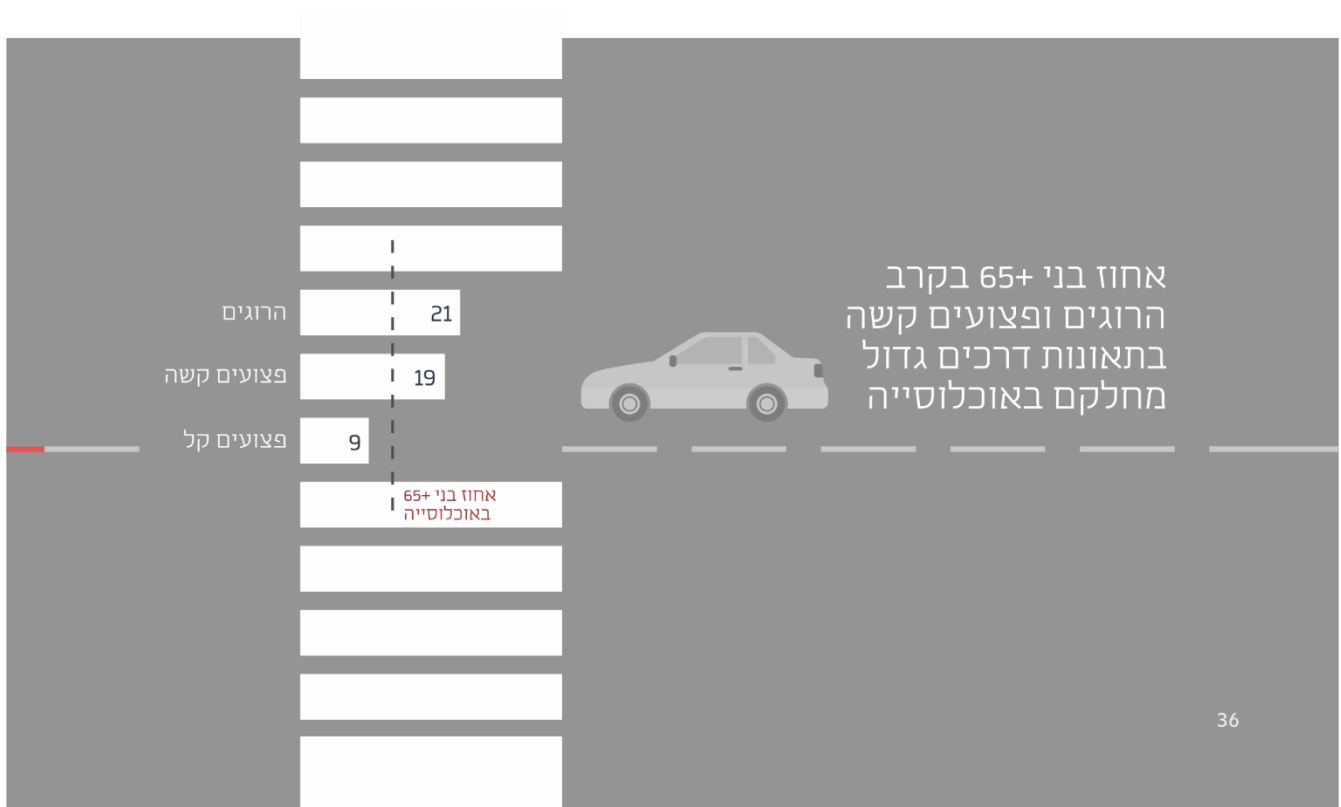 אחוז בני +65 בקרב
הרוגים ופצועים קשה
בתאונות דרכים גדול
מחלקם באוכלוסייה
הרוגים 21
פצועים קשה 19
פצועים קל 9
אחוז בני +65
באוכלוסייה
36